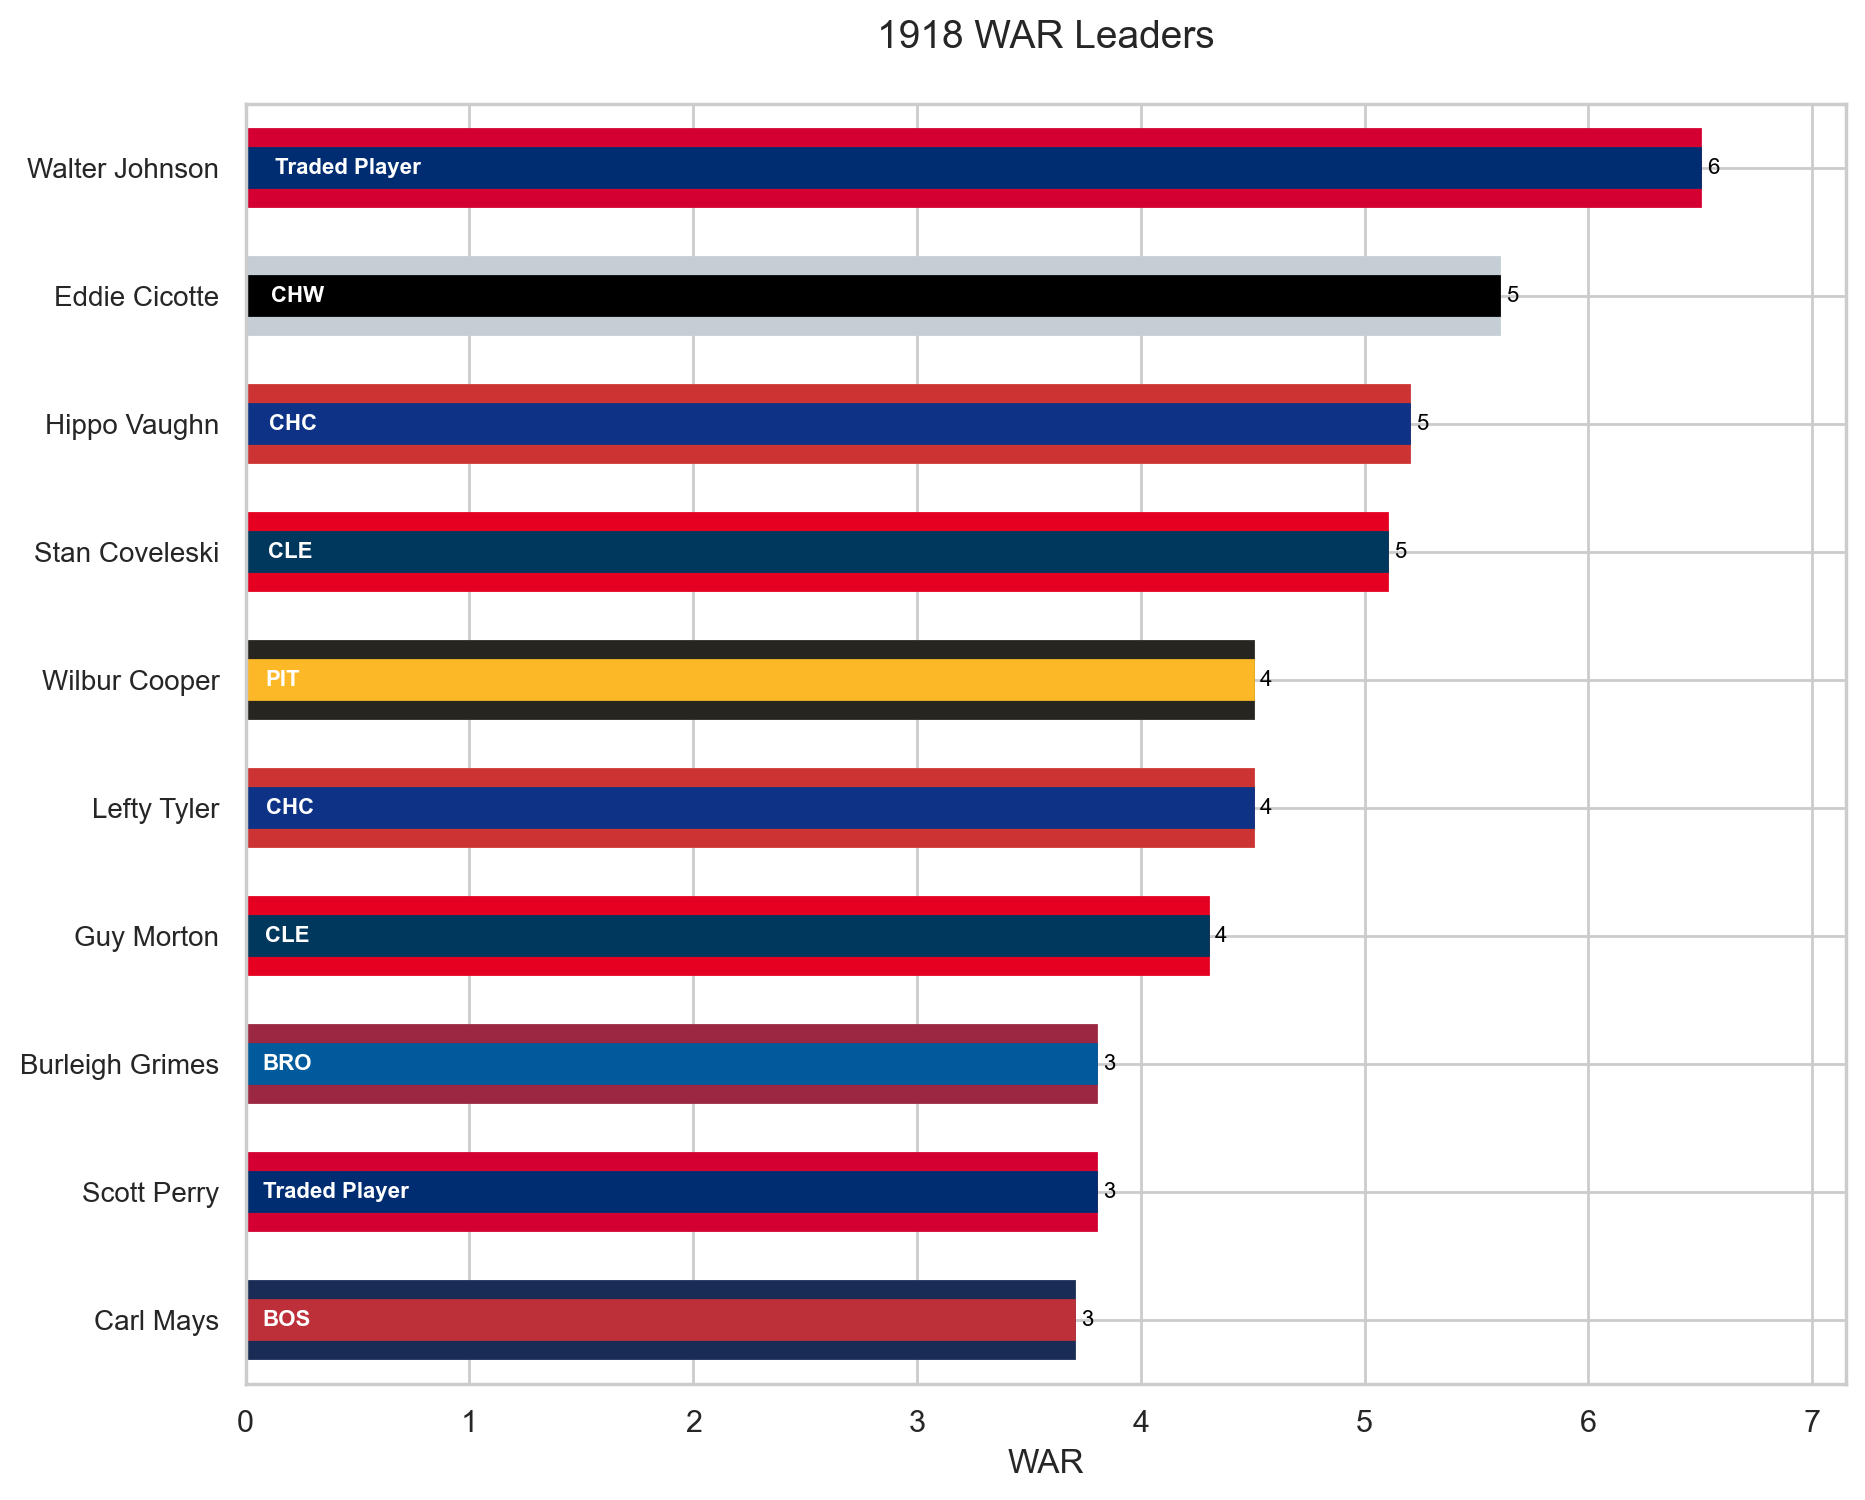 1918 WAR Leaders
Walter Johnson Traded Player 6
Eddie Cicotte CHW 5
Hippo Vaughn CHC 5
Stan Coveleski CLE 5
Wilbur Cooper PIT 4
Lefty Tyler CHC 4
Guy Morton CLE 4
Burleigh Grimes BRO 3
Scott Perry Traded Player 3
Carl Mays BOS 3
0 1 2 3 4 5 6 7
WAR